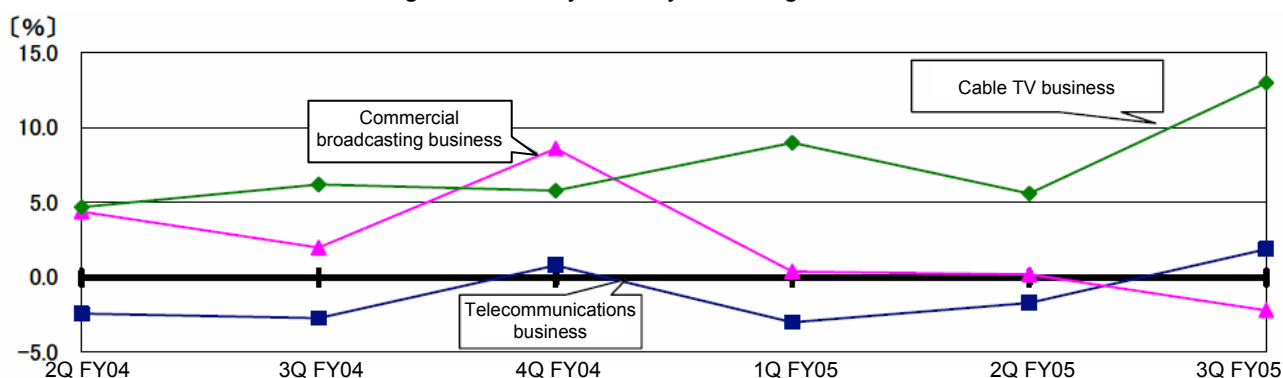 [%]
15.0
Cable TV business
Commercial
broadcasting business
10.0
5.0
0.0
Telecommunications
business
-5.0
2Q FY04 3Q FY04 4Q FY04 1Q FY05 2Q FY05 3Q FY05